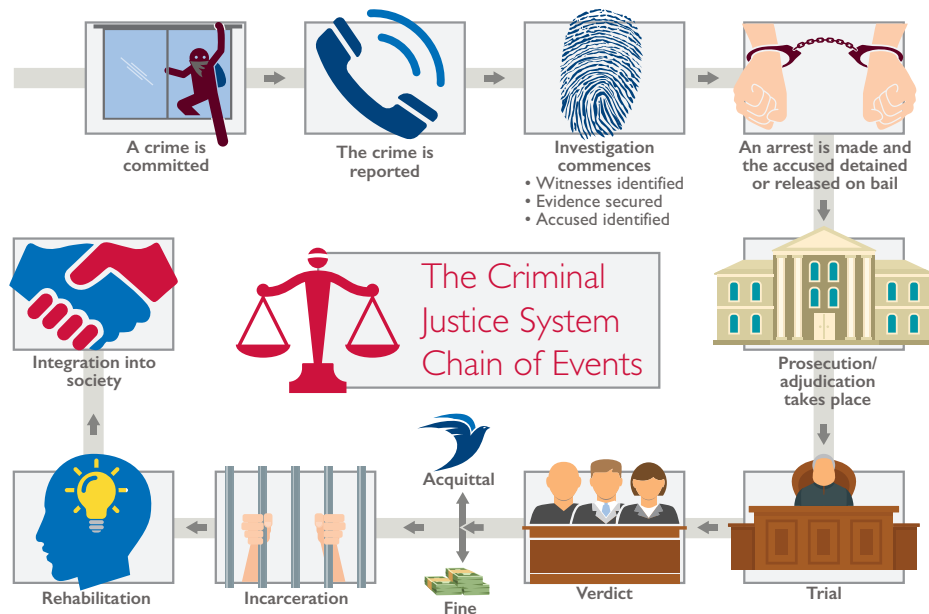 A crime is
committed
The crime is
reported
Investigation
commences
• Witnesses identified
• Evidence secured
• Accused identified
An arrest is made and
the accused detained
or released on bail
The Criminal
Justice System
Chain of Events
Prosecution/
adjudication
takes place
Trial
Verdict
Acquittal
Fine
Incarceration
Rehabilitation
Integration into
society